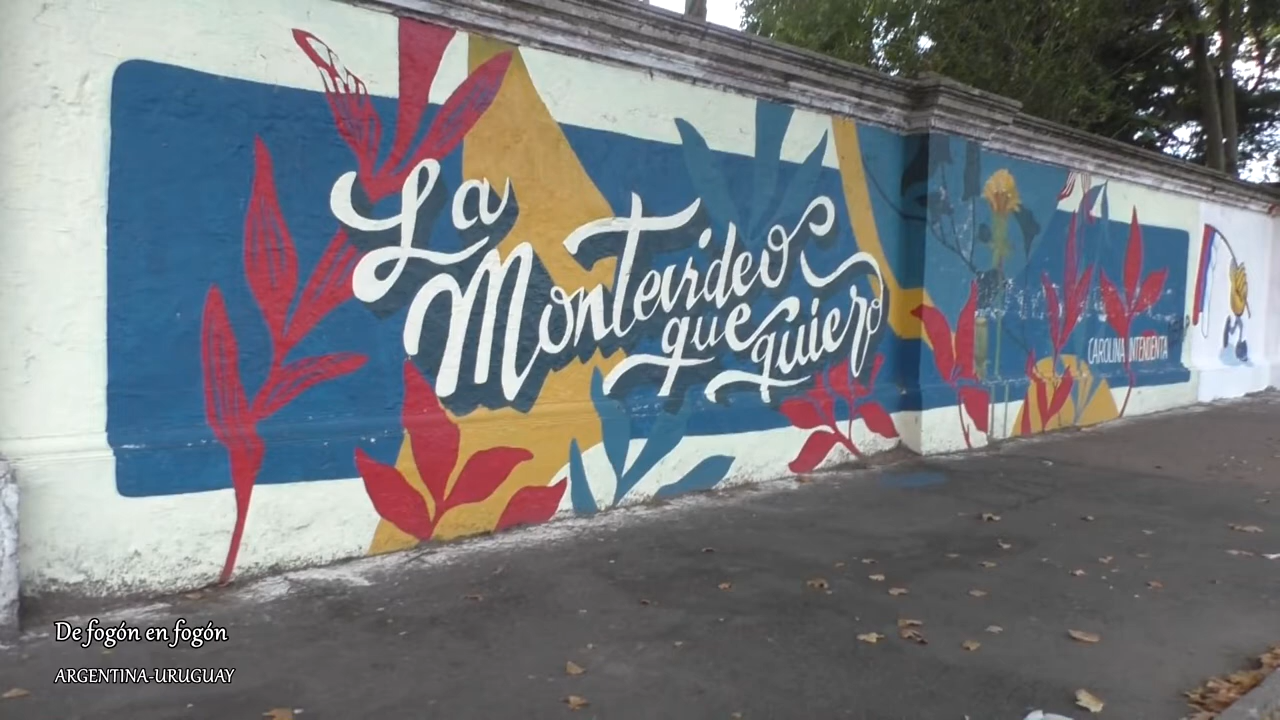 La
Montevideo
que quiero
CAROLINA INTENDENTA
De fogón en fogón
ARGENTINA-URUGUAY